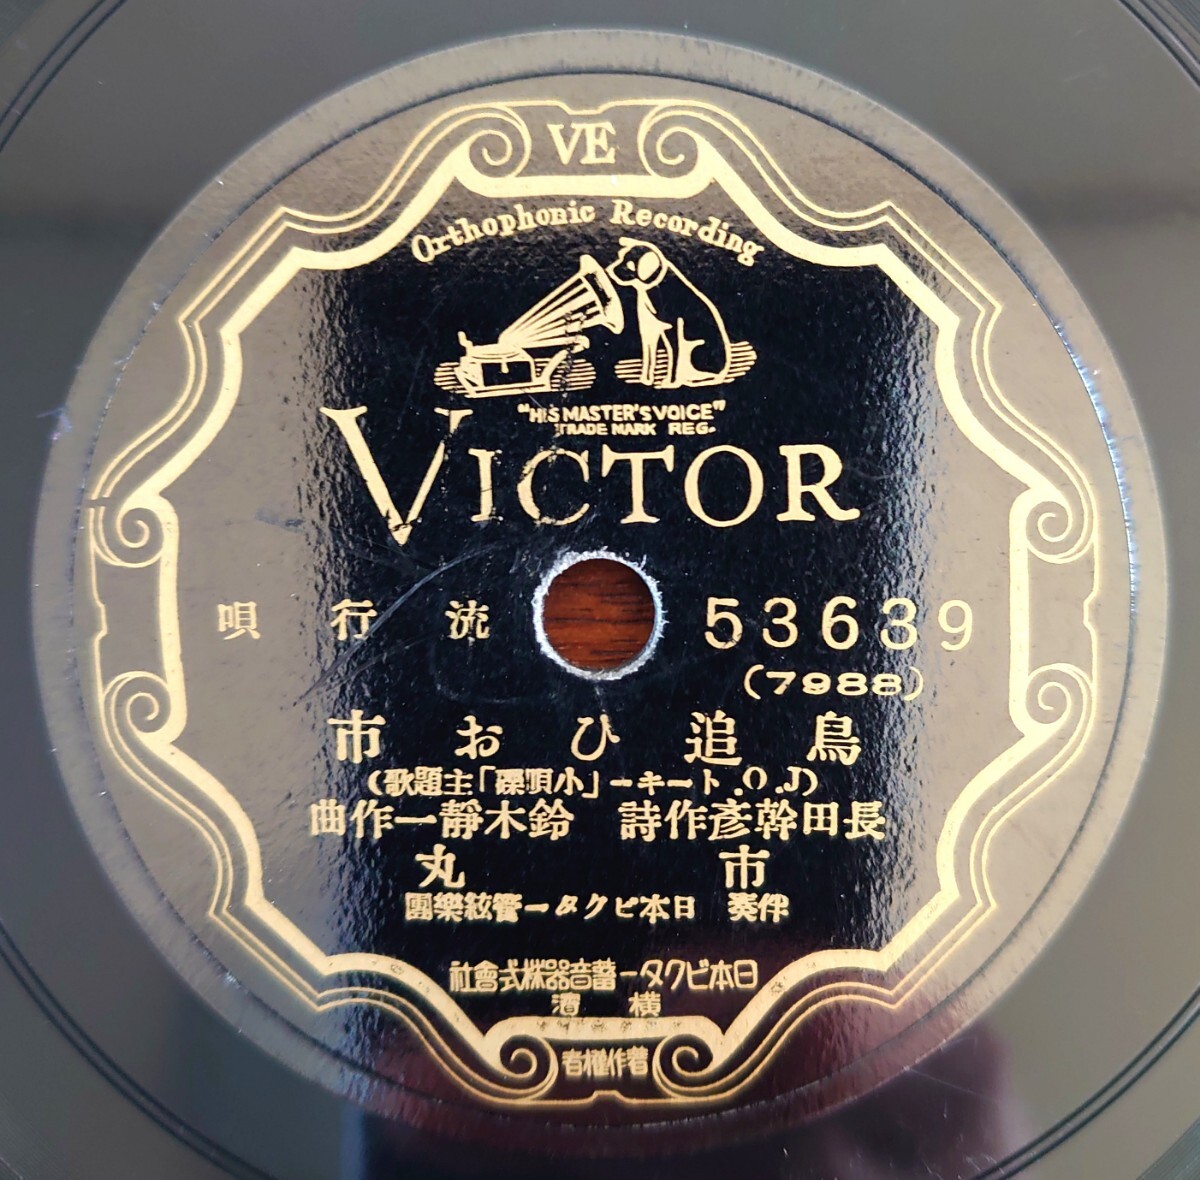 VE
Orthophonic Recording
"HIS MASTER'S VOICE"
TRADE MARK REG.
VICTOR
流行唄
53639
(7988)
鳥追ひお市
(J.O.トーキー「小唄礫」主題歌)
長田幹彦作詩 鈴木靜一作曲
市丸
伴奏 日本ビクター管絃樂團
日本ビクター蓄音器株式會社
横濱
著作權者